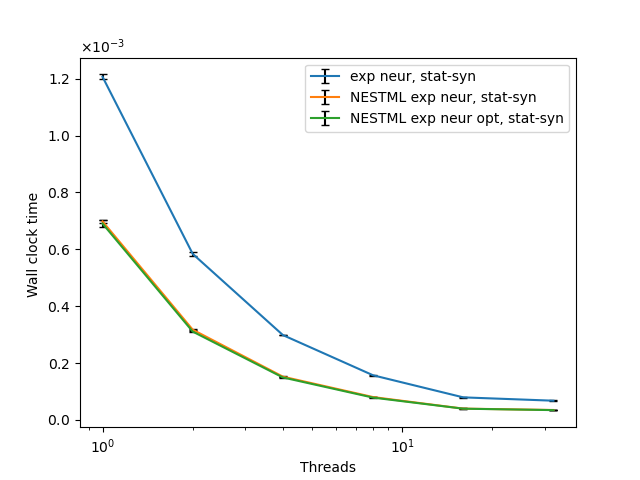 ×10⁻³
1.2
1.0
0.8
0.6
0.4
0.2
0.0
Wall clock time
exp neur, stat-syn
NESTML exp neur, stat-syn
NESTML exp neur opt, stat-syn
10⁰
10¹
Threads